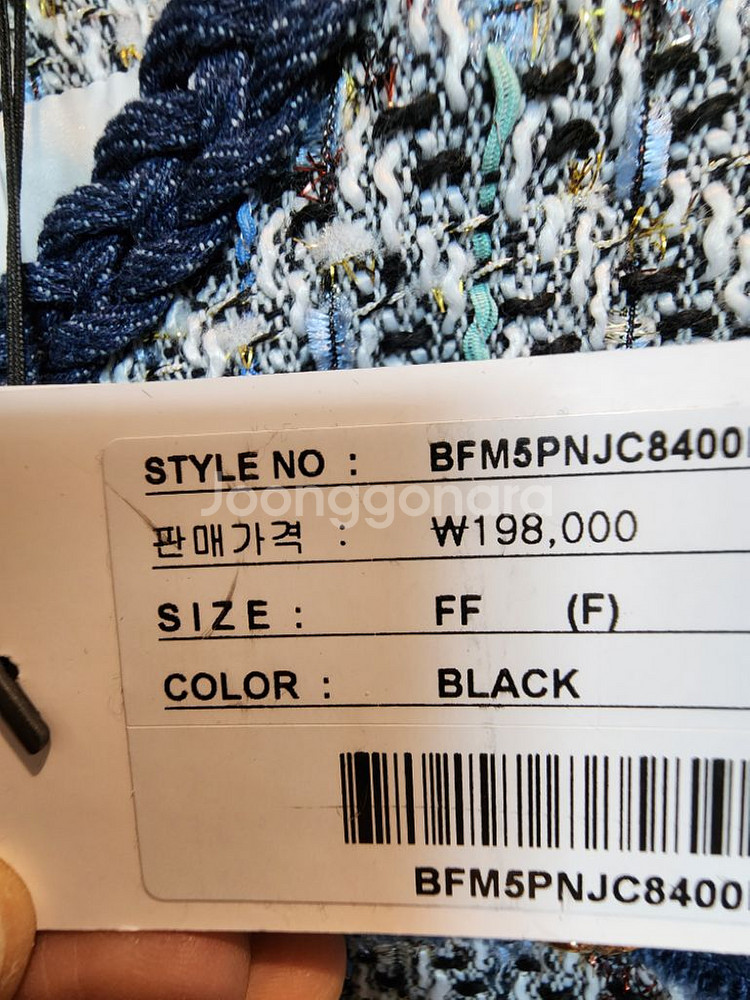 STYLE NO : BFM5PNJC8400
Joonggonara
판매가격 : ₩198,000
SIZE : FF (F)
COLOR : BLACK
BFM5PNJC8400